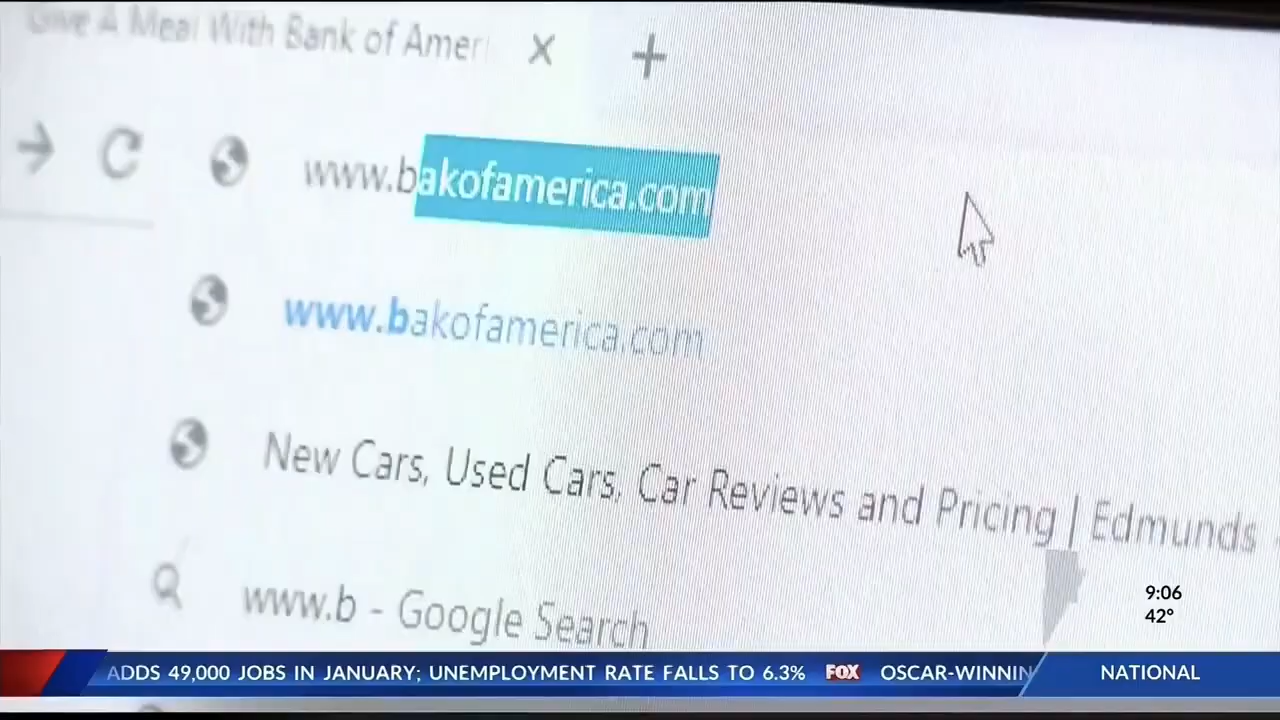 Give A Meal With Bank of Ameri
www.bakofamerica.com
www.bakofamerica.com
New Cars, Used Cars, Car Reviews and Pricing | Edmunds
www.b - Google Search
9:06
42°
ADDS 49,000 JOBS IN JANUARY; UNEMPLOYMENT RATE FALLS TO 6.3% FOX OSCAR-WINNIN NATIONAL